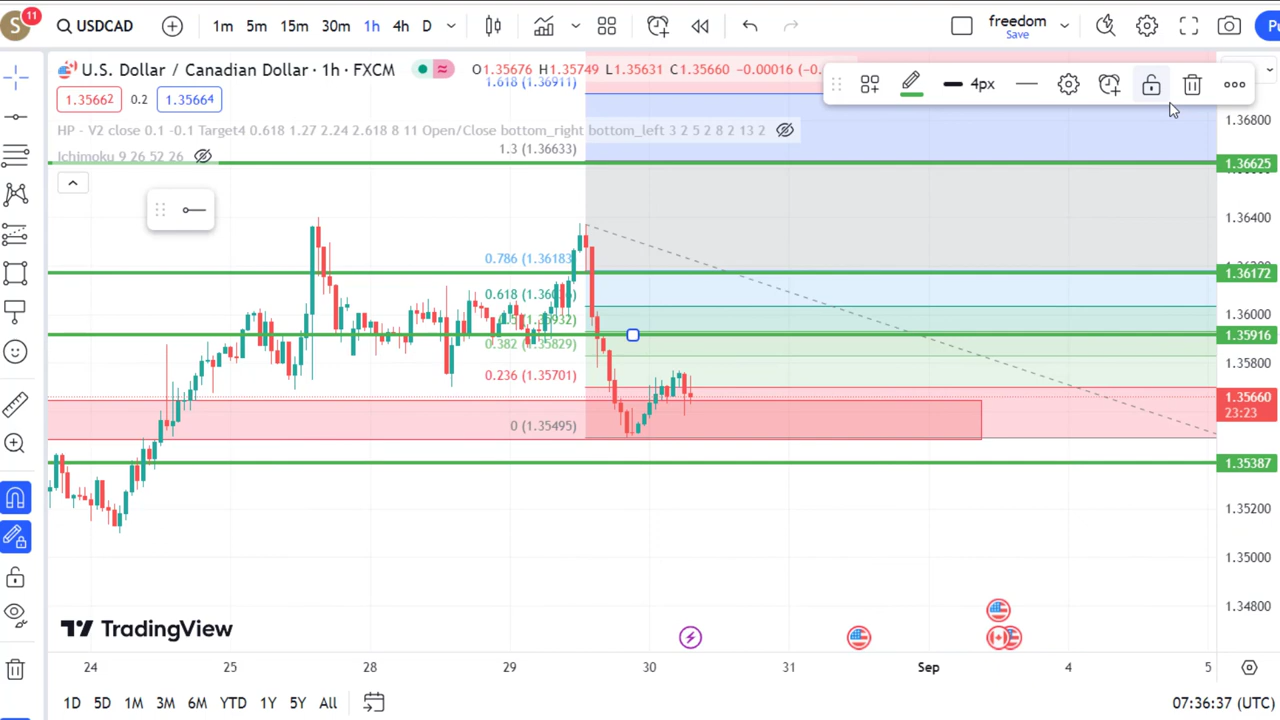 S 11 USDCAD 1m 5m 15m 30m 1h 4h D freedom
Save
U.S. Dollar / Canadian Dollar · 1h · FXCM O1.35676 H1.35749 L1.35631 C1.35660 −0.00016 (−0.
1.618 (1.36911)
4px
1.35662 0.2 1.35664
HP - V2 close 0.1 -0.1 Target4 0.618 1.27 2.24 2.618 8 11 Open/Close bottom_right bottom_left 3 2 5 2 8 2 13 2
1.36800
1.3 (1.36633)
Ichimoku 9 26 52 26
1.36625
1.36400
0.786 (1.36183)
1.36172
0.618 (1.36
1.36000
1.35916
0.382 (1.35829)
1.35800
0.236 (1.35701)
1.35660
23:23
0 (1.35495)
1.35387
1.35200
1.35000
1.34800
TradingView
24 25 28 29 30 31 Sep 4 5
1D 5D 1M 3M 6M YTD 1Y 5Y All 07:36:37 (UTC)